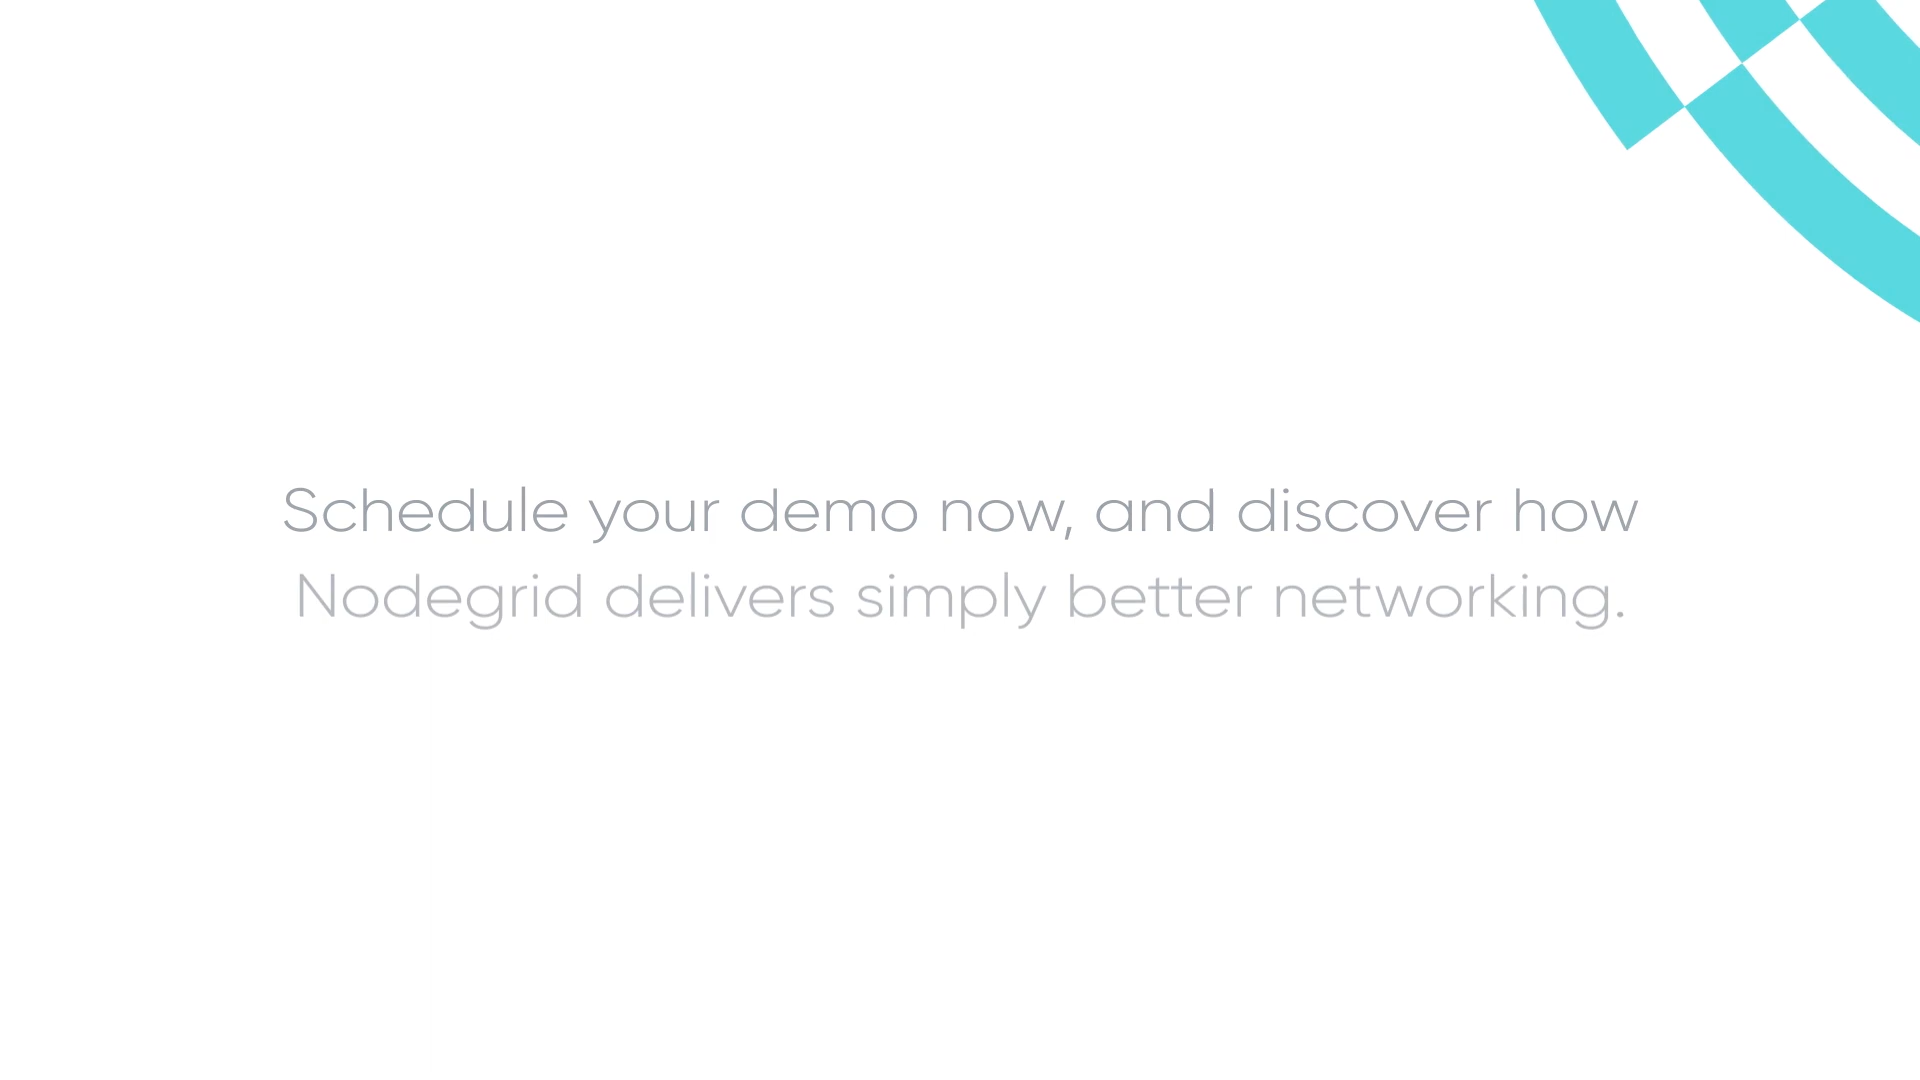 Schedule your demo now, and discover how
Nodegrid delivers simply better networking.